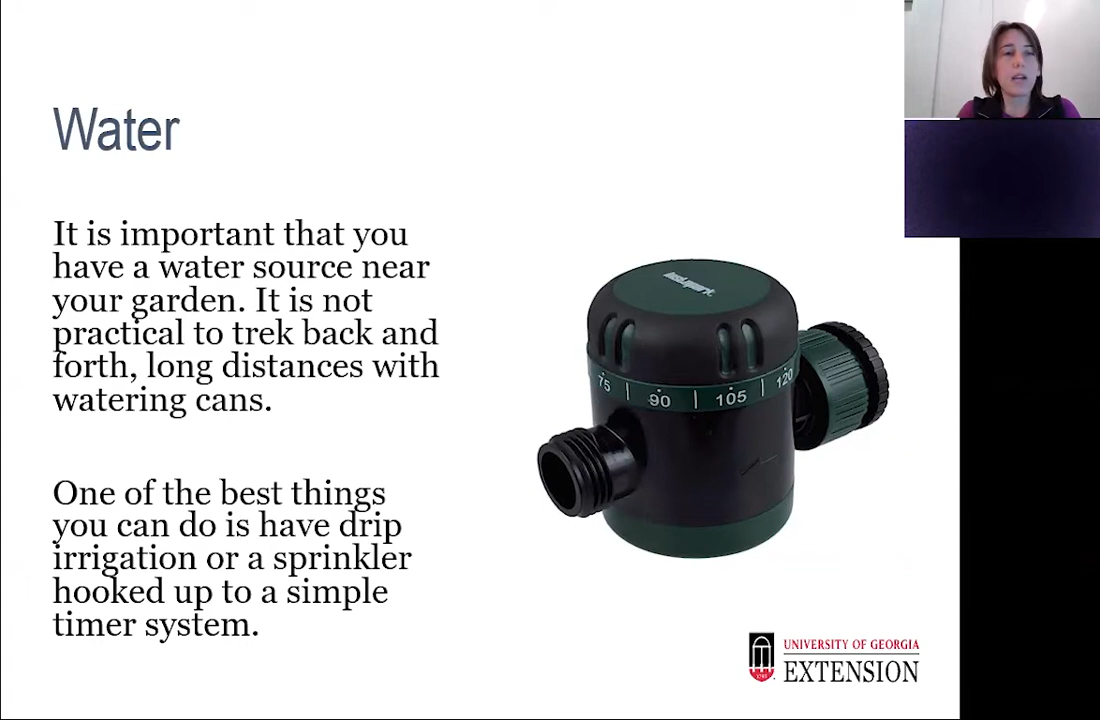 Water
It is important that you
have a water source near
your garden. It is not
practical to trek back and
forth, long distances with
watering cans.
One of the best things
you can do is have drip
irrigation or a sprinkler
hooked up to a simple
timer system.
75 | 90 | 105 | 120
UNIVERSITY OF GEORGIA
EXTENSION